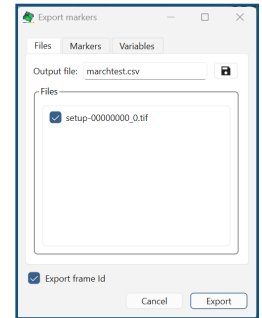 Export markers
Files Markers Variables
Output file: marchtest.csv
Files
setup-00000000_0.tif
Export frame Id
Cancel Export